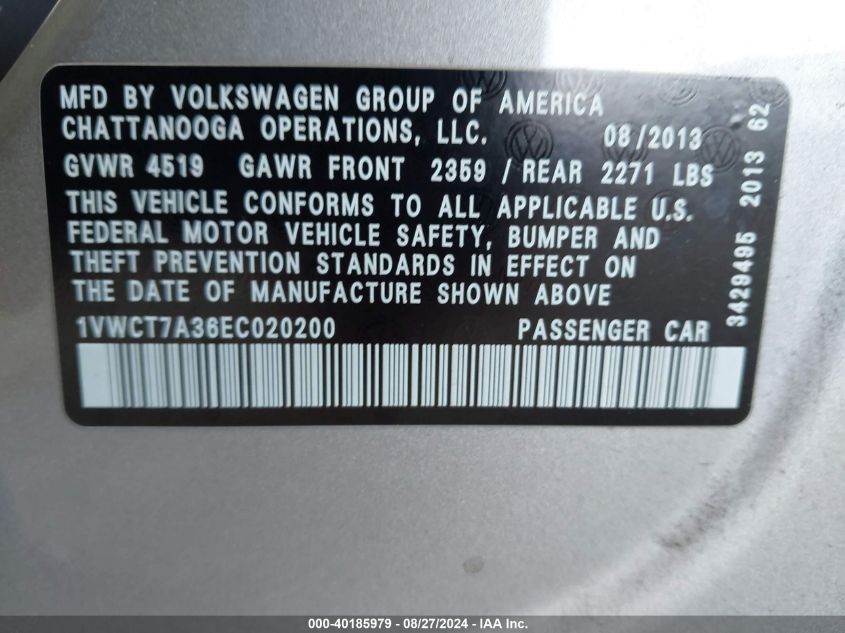 MFD BY VOLKSWAGEN GROUP OF AMERICA
CHATTANOOGA OPERATIONS, LLC. 08/2013
GVWR 4519 GAWR FRONT 2359 / REAR 2271 LBS
THIS VEHICLE CONFORMS TO ALL APPLICABLE U.S.
FEDERAL MOTOR VEHICLE SAFETY, BUMPER AND
THEFT PREVENTION STANDARDS IN EFFECT ON
THE DATE OF MANUFACTURE SHOWN ABOVE
1VWCT7A36EC020200 PASSENGER CAR
3429495 2013 62
000-40185979 - 08/27/2024 - IAA Inc.